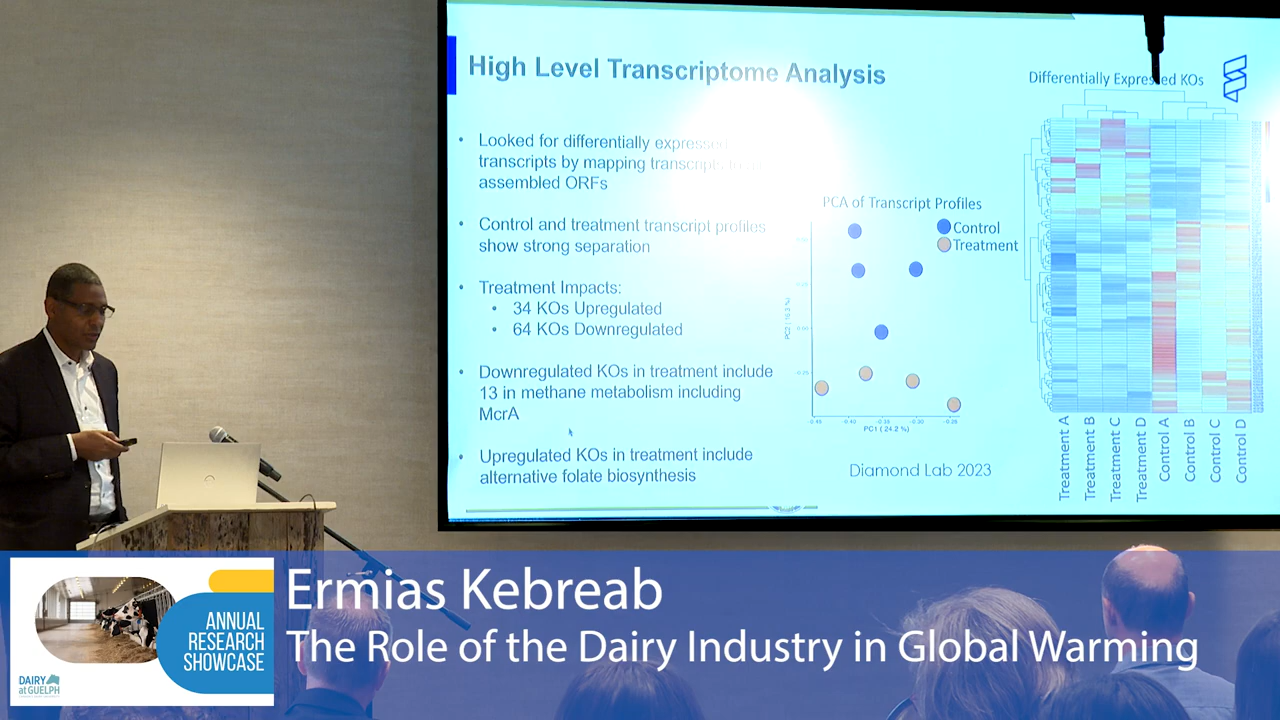 High Level Transcriptome Analysis
• Looked for differentially expressed
transcripts by mapping transcripts
assembled ORFs
• Control and treatment transcript profiles
show strong separation
• Treatment Impacts:
• 34 KOs Upregulated
• 64 KOs Downregulated
• Downregulated KOs in treatment include
13 in methane metabolism including
McrA
• Upregulated KOs in treatment include
alternative folate biosynthesis
PCA of Transcript Profiles
Control
Treatment
PC1 ( 24.2 %)
Diamond Lab 2023
Differentially Expressed KOs
Treatment A
Treatment B
Treatment C
Treatment D
Control A
Control B
Control C
Control D
ANNUAL
RESEARCH
SHOWCASE
DAIRY
at GUELPH
Ermias Kebreab
The Role of the Dairy Industry in Global Warming